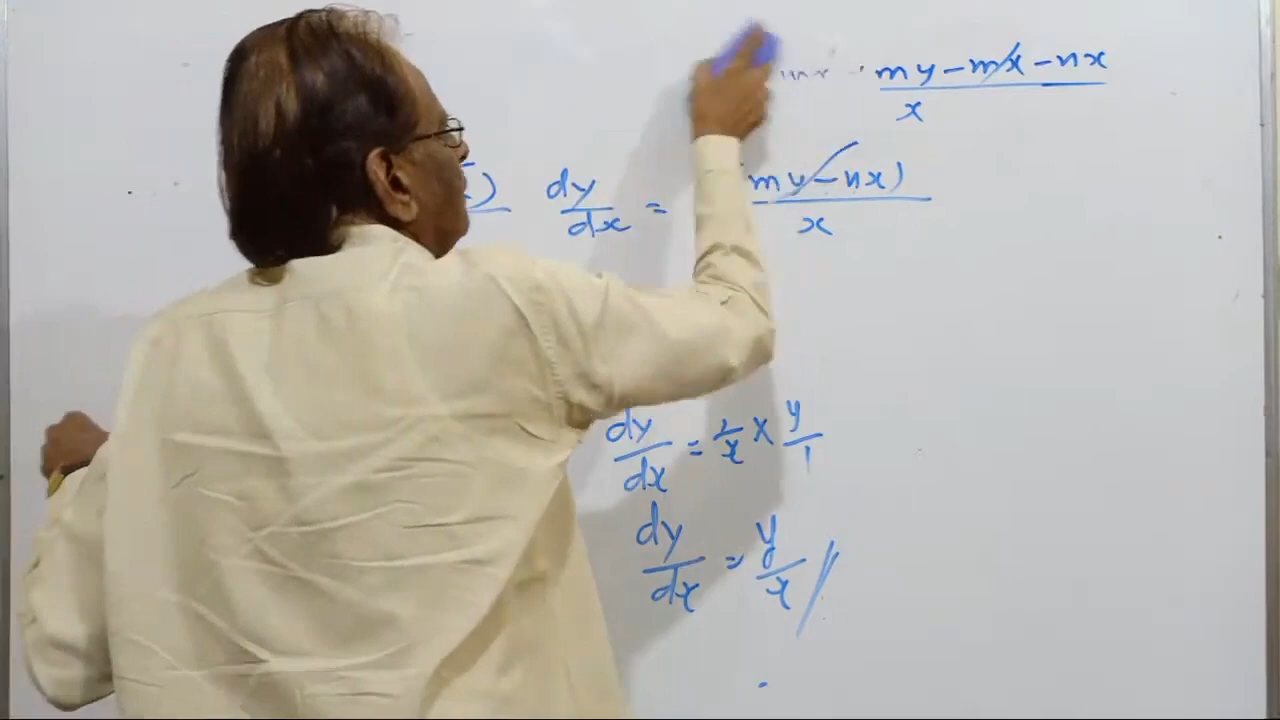 my - mx - nx / x
dy/dx = my - nx) / x
dy/dx = 1/x × y/1
dy/dx = y/x //